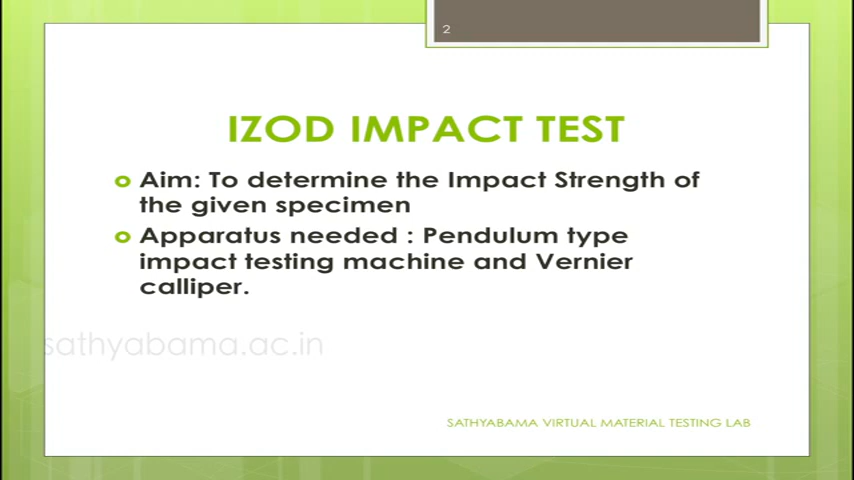 2
IZOD IMPACT TEST
Aim: To determine the Impact Strength of
the given specimen
Apparatus needed : Pendulum type
impact testing machine and Vernier
calliper.
sathyabama.ac.in
SATHYABAMA VIRTUAL MATERIAL TESTING LAB